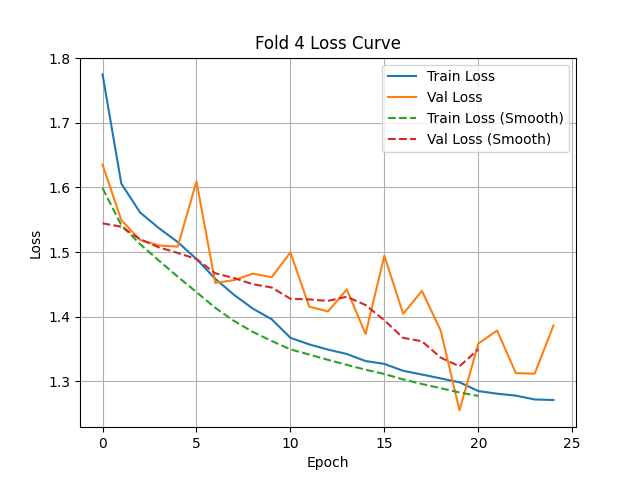 Fold 4 Loss Curve
1.8
1.7
1.6
1.5
1.4
1.3
Loss
Train Loss
Val Loss
Train Loss (Smooth)
Val Loss (Smooth)
0 5 10 15 20 25
Epoch